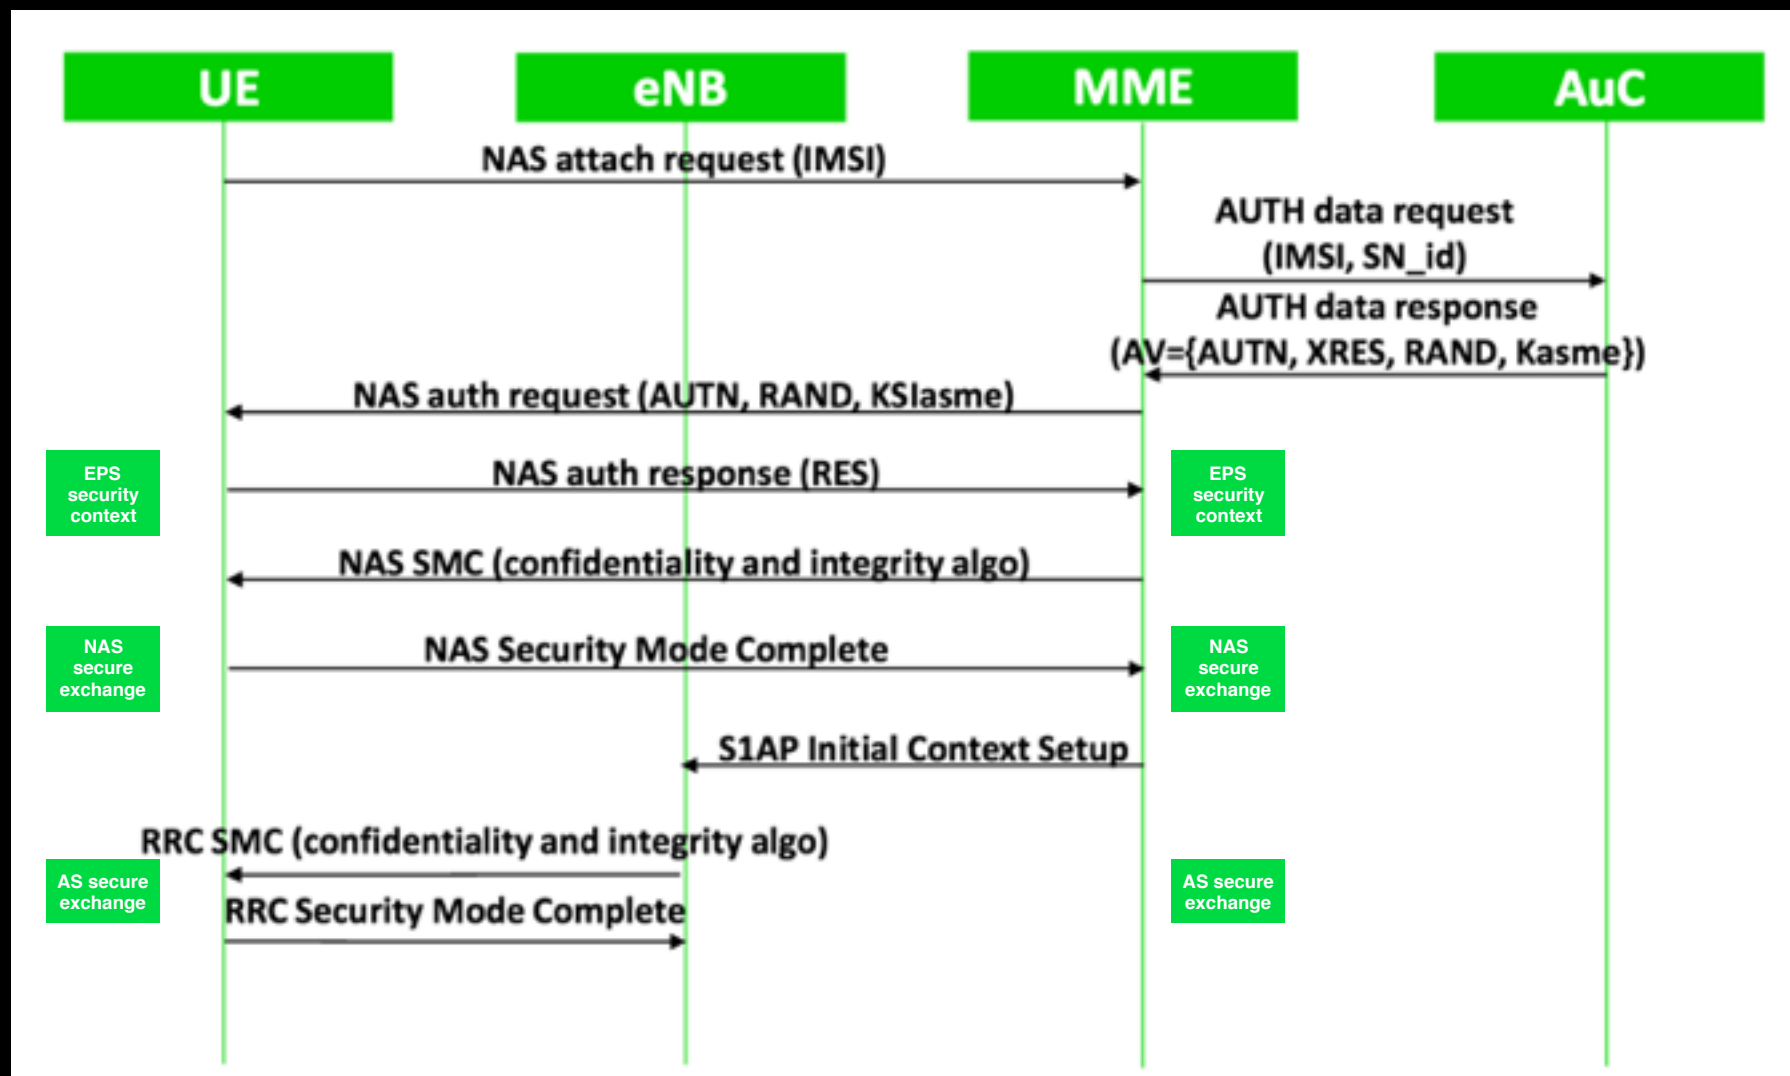 UE
eNB
MME
AuC
NAS attach request (IMSI)
AUTH data request
(IMSI, SN_id)
AUTH data response
(AV={AUTN, XRES, RAND, Kasme})
NAS auth request (AUTN, RAND, KSIasme)
EPS
security
context
NAS auth response (RES)
EPS
security
context
NAS SMC (confidentiality and integrity algo)
NAS
secure
exchange
NAS Security Mode Complete
NAS
secure
exchange
S1AP Initial Context Setup
RRC SMC (confidentiality and integrity algo)
AS secure
exchange
AS secure
exchange
RRC Security Mode Complete